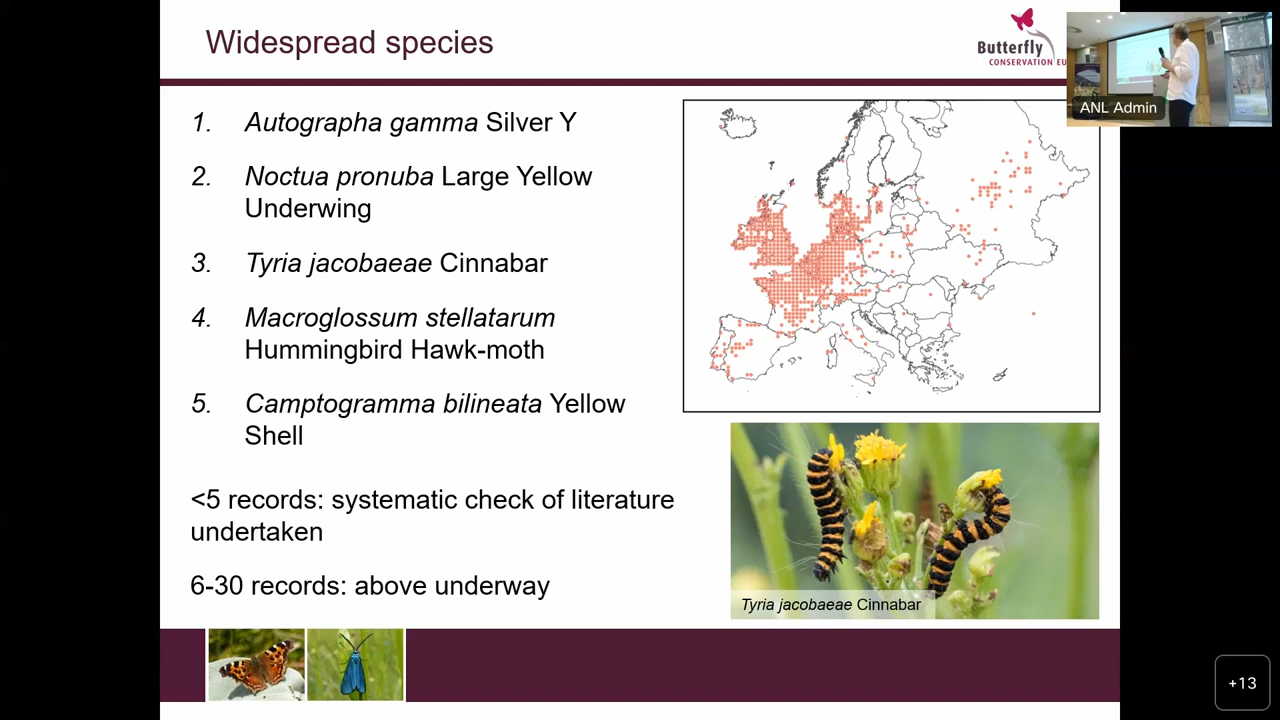 Widespread species
Butterfly
CONSERVATION EU
ANL Admin
1. Autographa gamma Silver Y
2. Noctua pronuba Large Yellow
Underwing
3. Tyria jacobaeae Cinnabar
4. Macroglossum stellatarum
Hummingbird Hawk-moth
5. Camptogramma bilineata Yellow
Shell
<5 records: systematic check of literature
undertaken
6-30 records: above underway
Tyria jacobaeae Cinnabar
+13